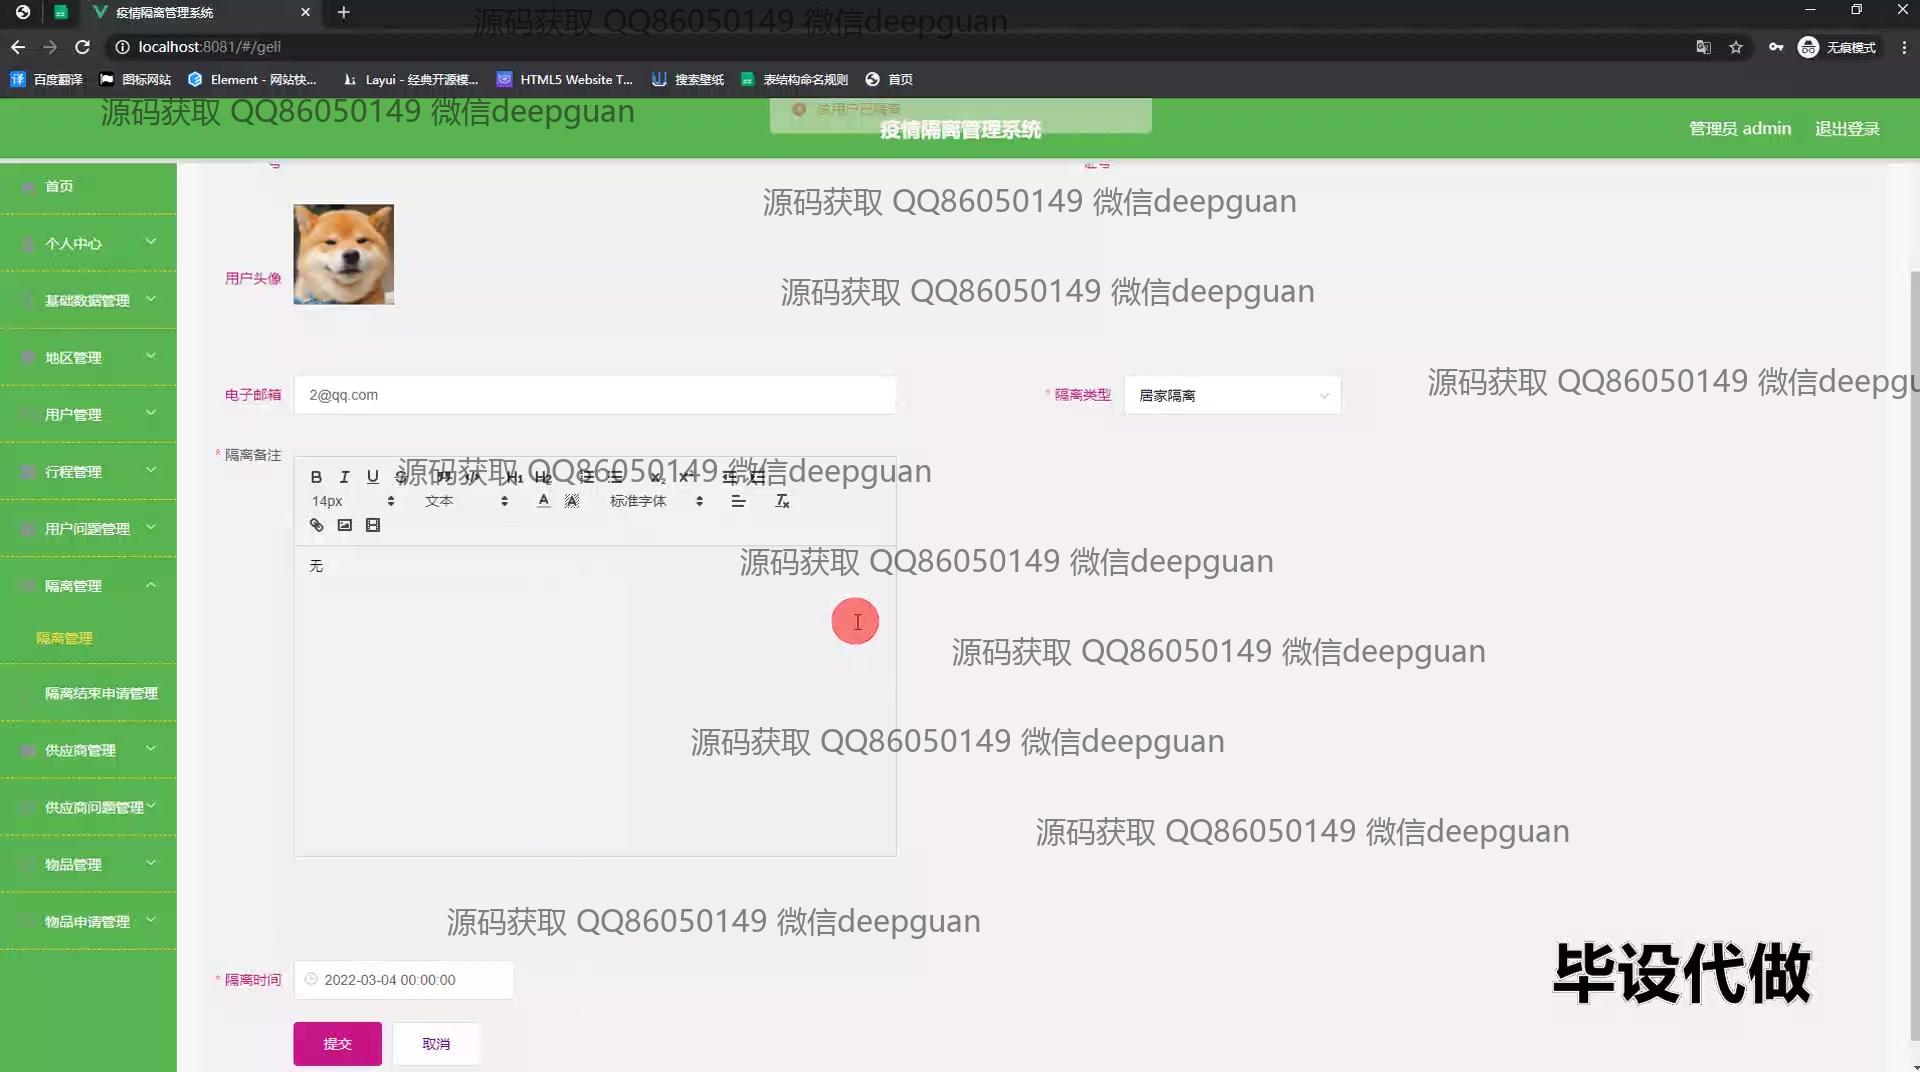 疫情隔离管理系统
源码获取 QQ86050149 微信deepguan
localhost:8081/#/geli
无痕模式
百度翻译
图标网站
Element - 网站快...
Layui - 经典开源模...
HTML5 Website T...
搜索壁纸
表结构命名规则
首页
源码获取 QQ86050149 微信deepguan
该用户已隔离
疫情隔离管理系统
管理员 admin
退出登录
首页
个人中心
基础数据管理
地区管理
用户管理
行程管理
用户问题管理
隔离管理
隔离管理
隔离结束申请管理
供应商管理
供应商问题管理
物品管理
物品申请管理
源码获取 QQ86050149 微信deepguan
用户头像
源码获取 QQ86050149 微信deepguan
源码获取 QQ86050149 微信deepgu
电子邮箱
2@qq.com
* 隔离类型
居家隔离
* 隔离备注
源码获取 QQ86050149 微信deepguan
14px
文本
标准字体
无
源码获取 QQ86050149 微信deepguan
源码获取 QQ86050149 微信deepguan
源码获取 QQ86050149 微信deepguan
源码获取 QQ86050149 微信deepguan
源码获取 QQ86050149 微信deepguan
毕设代做
* 隔离时间
2022-03-04 00:00:00
提交
取消